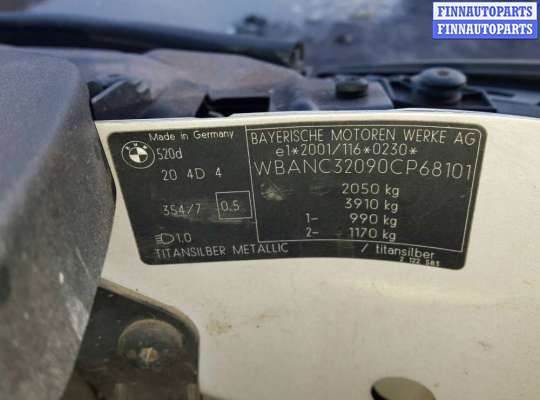 FINNAUTOPARTS
FINNAUTOPARTS
BMW
Made in Germany
520d
20 4D 4
354/7 0.5
1.0
TITANSILBER METALLIC / titansilber
BAYERISCHE MOTOREN WERKE AG
e1*2001/116*0230*
WBANC32090CP68101
2050 kg
3910 kg
1- 990 kg
2- 1170 kg